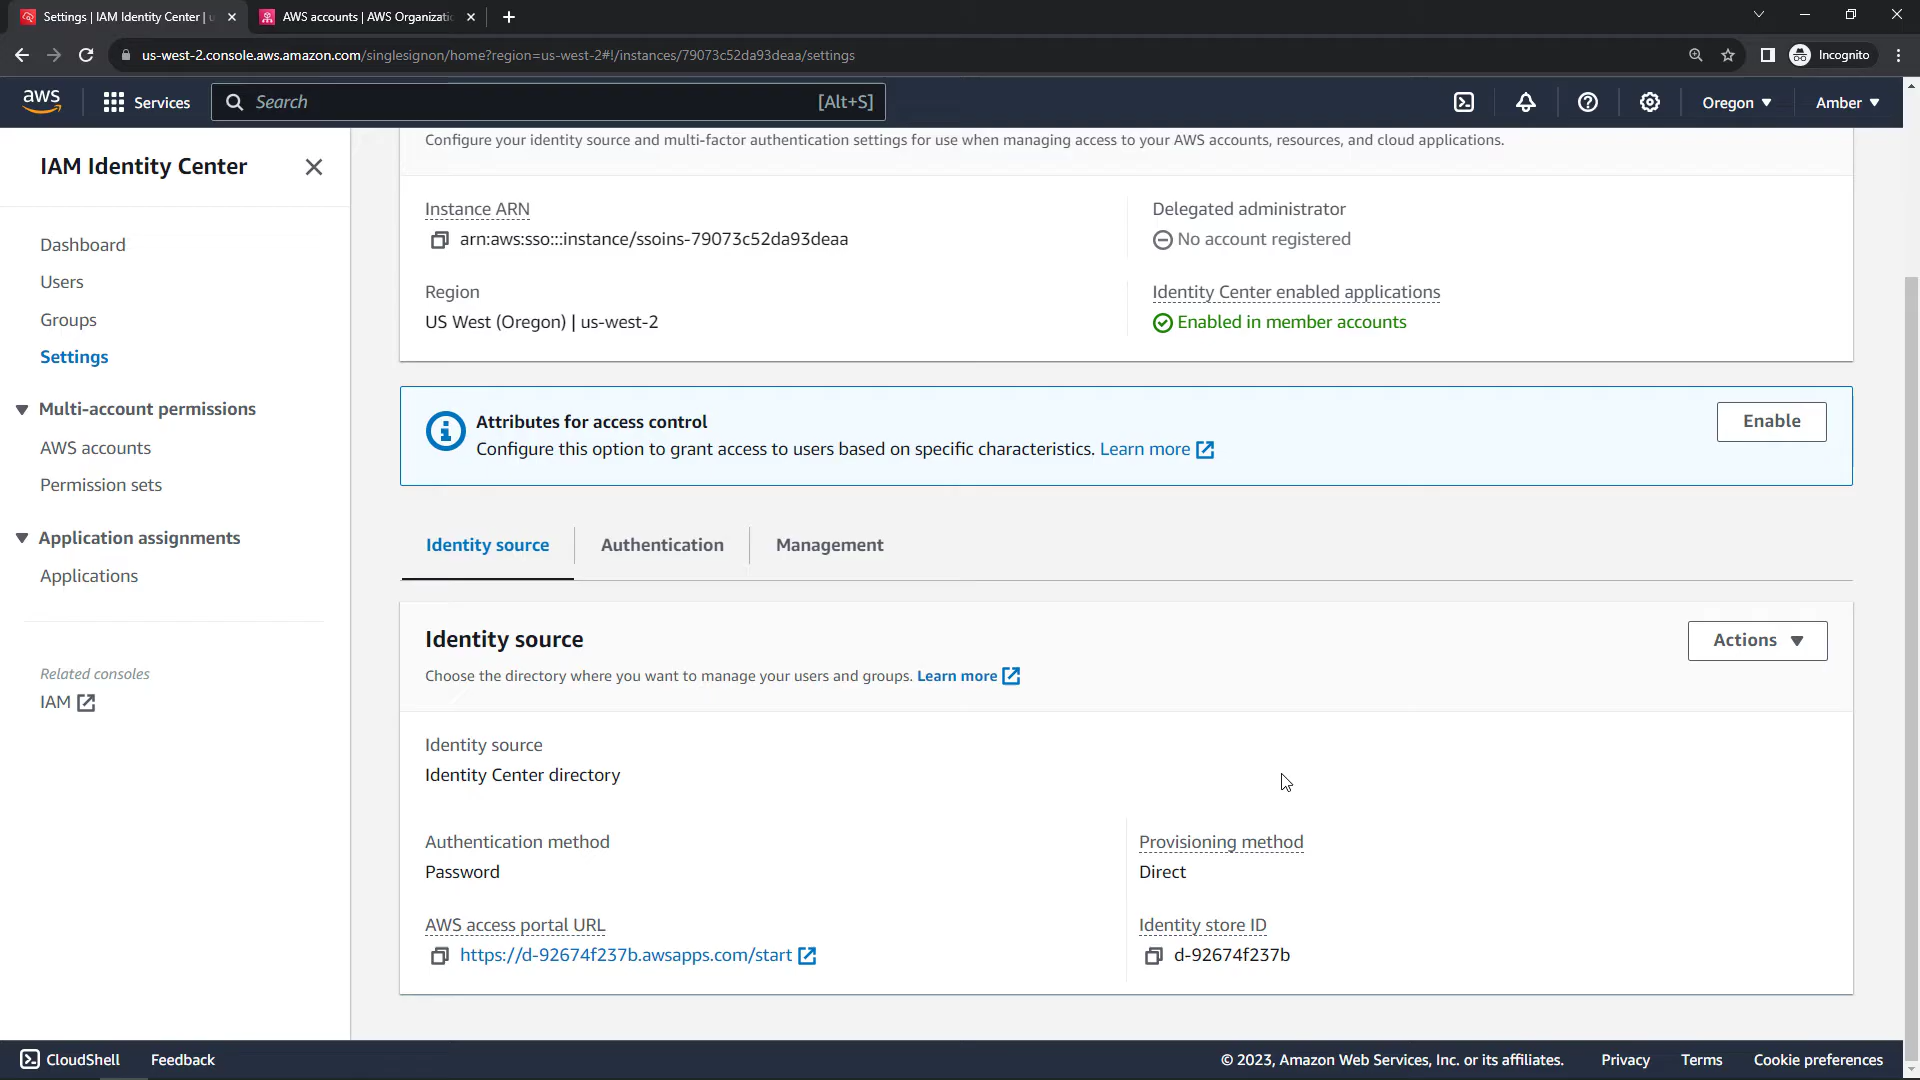 Settings | IAM Identity Center | u
AWS accounts | AWS Organizatio
us-west-2.console.aws.amazon.com/singlesignon/home?region=us-west-2#!/instances/79073c52da93deaa/settings
Incognito
aws
Services
Search
[Alt+S]
Oregon
Amber
IAM Identity Center
Dashboard
Users
Groups
Settings
Multi-account permissions
AWS accounts
Permission sets
Application assignments
Applications
Related consoles
IAM
Configure your identity source and multi-factor authentication settings for use when managing access to your AWS accounts, resources, and cloud applications.
Instance ARN
arn:aws:sso:::instance/ssoins-79073c52da93deaa
Delegated administrator
No account registered
Region
US West (Oregon) | us-west-2
Identity Center enabled applications
Enabled in member accounts
Attributes for access control
Configure this option to grant access to users based on specific characteristics. Learn more
Enable
Identity source
Authentication
Management
Identity source
Choose the directory where you want to manage your users and groups. Learn more
Actions
Identity source
Identity Center directory
Authentication method
Password
Provisioning method
Direct
AWS access portal URL
https://d-92674f237b.awsapps.com/start
Identity store ID
d-92674f237b
CloudShell
Feedback
© 2023, Amazon Web Services, Inc. or its affiliates.
Privacy
Terms
Cookie preferences